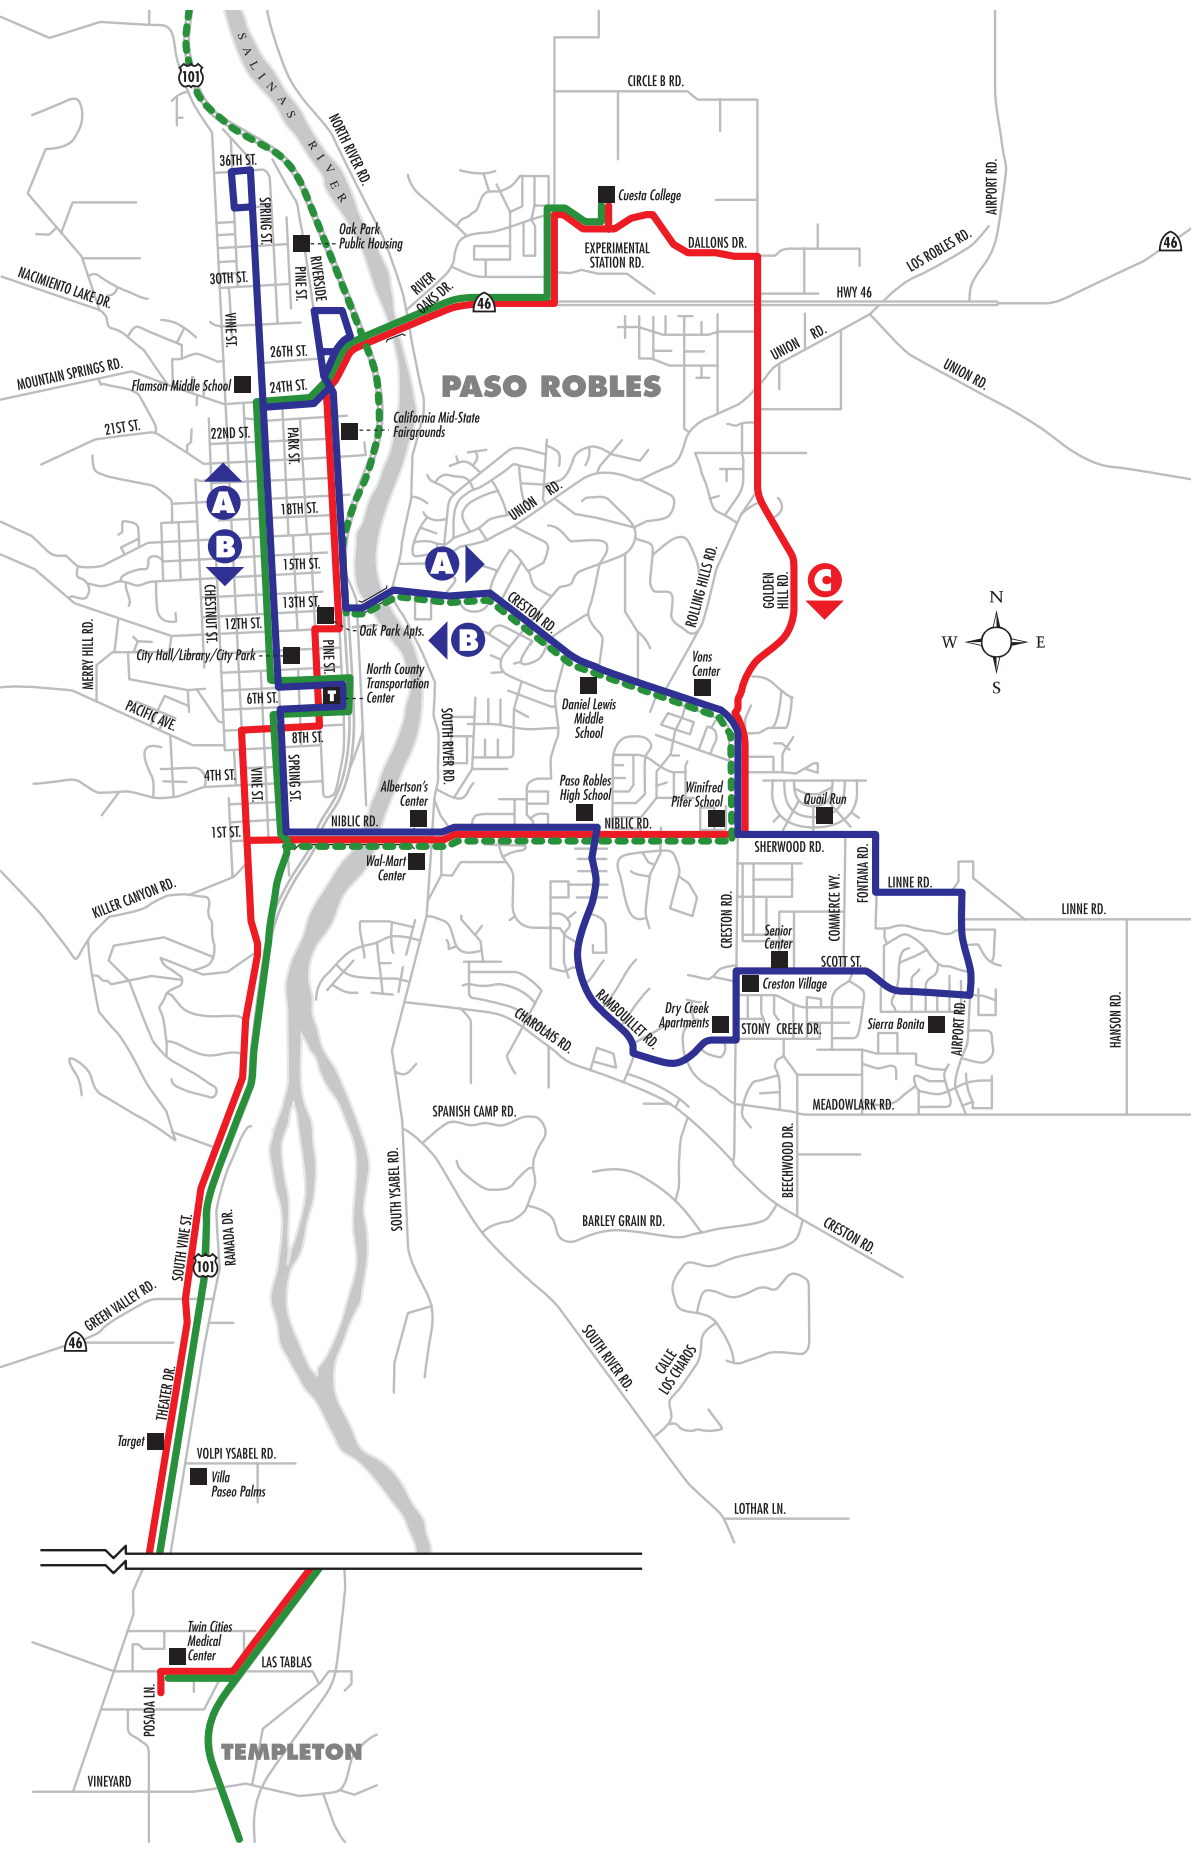 SALINAS RIVER
101
CIRCLE B RD.
NORTH RIVER RD.
36TH ST.
AIRPORT RD.
Cuesta College
SPRING ST.
Oak Park
Public Housing
EXPERIMENTAL
STATION RD.
DALLONS DR.
LOS ROBLES RD.
46
NACIMIENTO LAKE DR.
30TH ST.
PINE ST.
RIVERSIDE
RIVER
OAKS DR.
46
HWY 46
VINE ST.
26TH ST.
UNION RD.
UNION RD.
MOUNTAIN SPRINGS RD.
Flamson Middle School
24TH ST.
PASO ROBLES
21ST ST.
22ND ST.
PARK ST.
California Mid-State
Fairgrounds
A
18TH ST.
UNION RD.
B
15TH ST.
A
ROLLING HILLS RD.
GOLDEN
HILL RD.
C
CHESTNUT ST.
13TH ST.
12TH ST.
CRESTON RD.
N
W E
S
MERRY HILL RD.
Oak Park Apts.
B
City Hall/Library/City Park
PINE ST.
North County
Transportation
Center
Vons
Center
6TH ST.
T
Daniel Lewis
Middle
School
PACIFIC AVE.
8TH ST.
SOUTH RIVER RD.
4TH ST.
VINE ST.
SPRING ST.
Albertson's
Center
Paso Robles
High School
Winifred
Pifer School
Quail Run
1ST ST.
NIBLIC RD.
NIBLIC RD.
SHERWOOD RD.
Wal-Mart
Center
FONTANA RD.
LINNE RD.
KILLER CANYON RD.
CRESTON RD.
COMMERCE WY.
LINNE RD.
Senior
Center
SCOTT ST.
Creston Village
RAMBOUILLET RD.
Dry Creek
Apartments
STONY CREEK DR.
Sierra Bonita
AIRPORT RD.
HANSON RD.
CHAROLAIS RD.
SPANISH CAMP RD.
MEADOWLARK RD.
BEECHWOOD DR.
SOUTH YSABEL RD.
BARLEY GRAIN RD.
CRESTON RD.
SOUTH VINE ST.
RAMADA DR.
101
GREEN VALLEY RD.
46
SOUTH RIVER RD.
CALLE
LOS CHAROS
THEATER DR.
Target
VOLPI YSABEL RD.
Villa
Paseo Palms
LOTHAR LN.
Twin Cities
Medical
Center
LAS TABLAS
POSADA LN.
TEMPLETON
VINEYARD